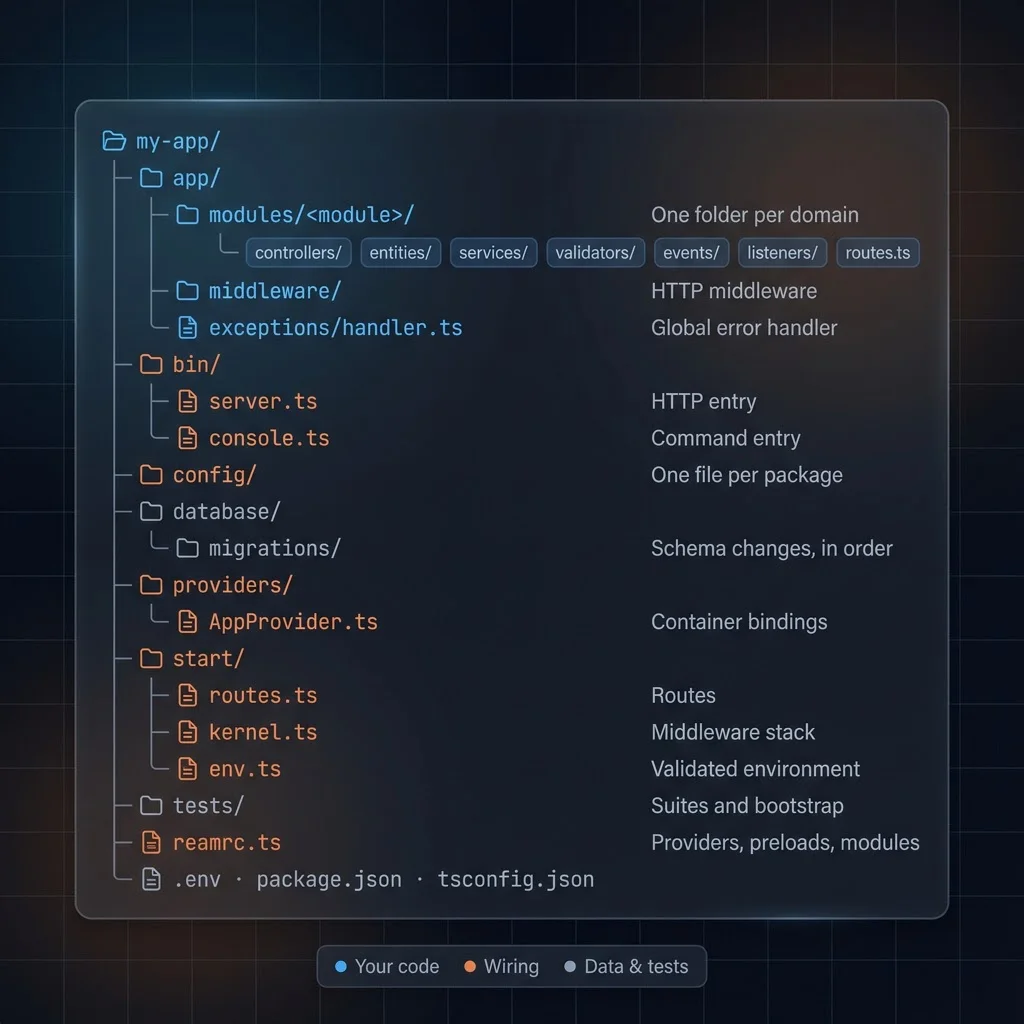 my-app/
app/
modules/<module>/ One folder per domain
controllers/ entities/ services/ validators/ events/ listeners/ routes.ts
middleware/ HTTP middleware
exceptions/handler.ts Global error handler
bin/
server.ts HTTP entry
console.ts Command entry
config/ One file per package
database/
migrations/ Schema changes, in order
providers/
AppProvider.ts Container bindings
start/
routes.ts Routes
kernel.ts Middleware stack
env.ts Validated environment
tests/ Suites and bootstrap
reamrc.ts Providers, preloads, modules
.env · package.json · tsconfig.json
Your code Wiring Data & tests